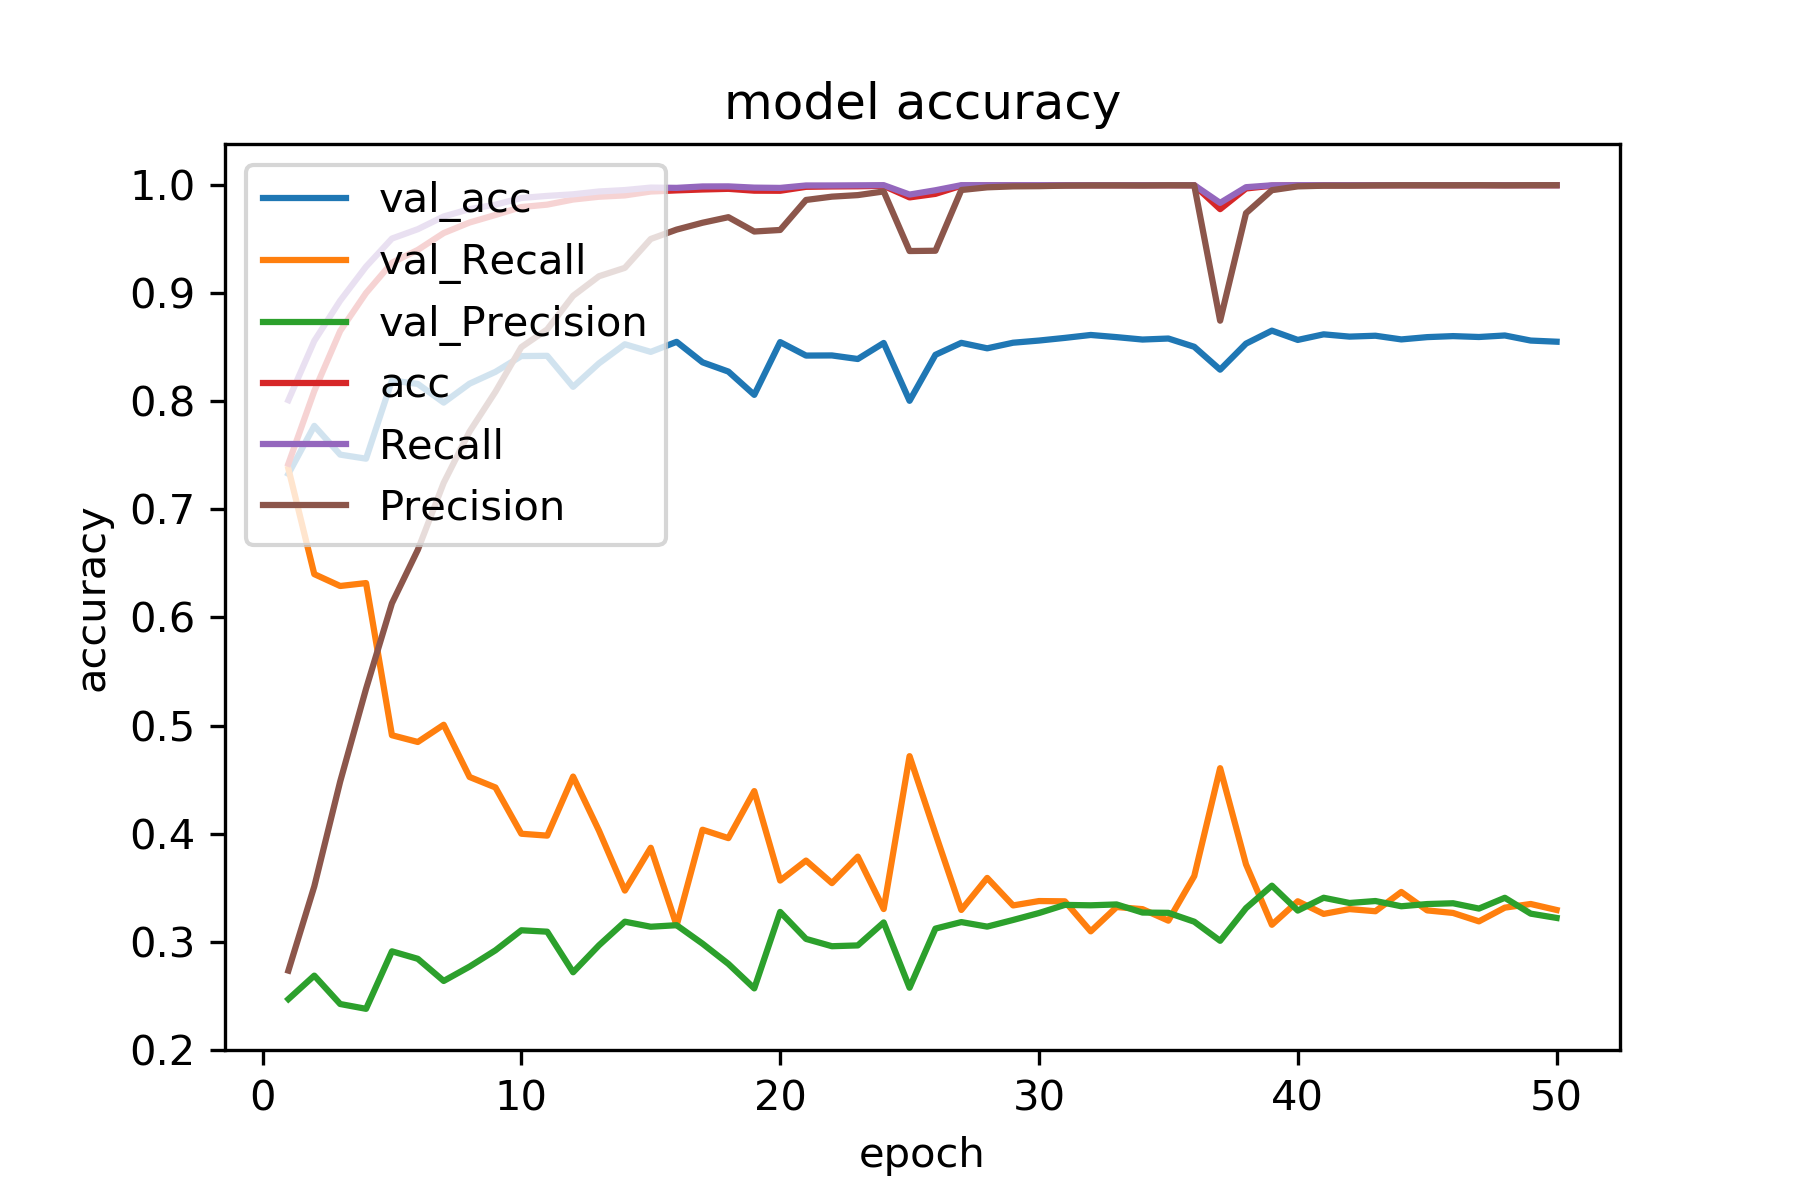 model accuracy
val_acc
val_Recall
val_Precision
acc
Recall
Precision
accuracy
1.0
0.9
0.8
0.7
0.6
0.5
0.4
0.3
0.2
0 10 20 30 40 50
epoch